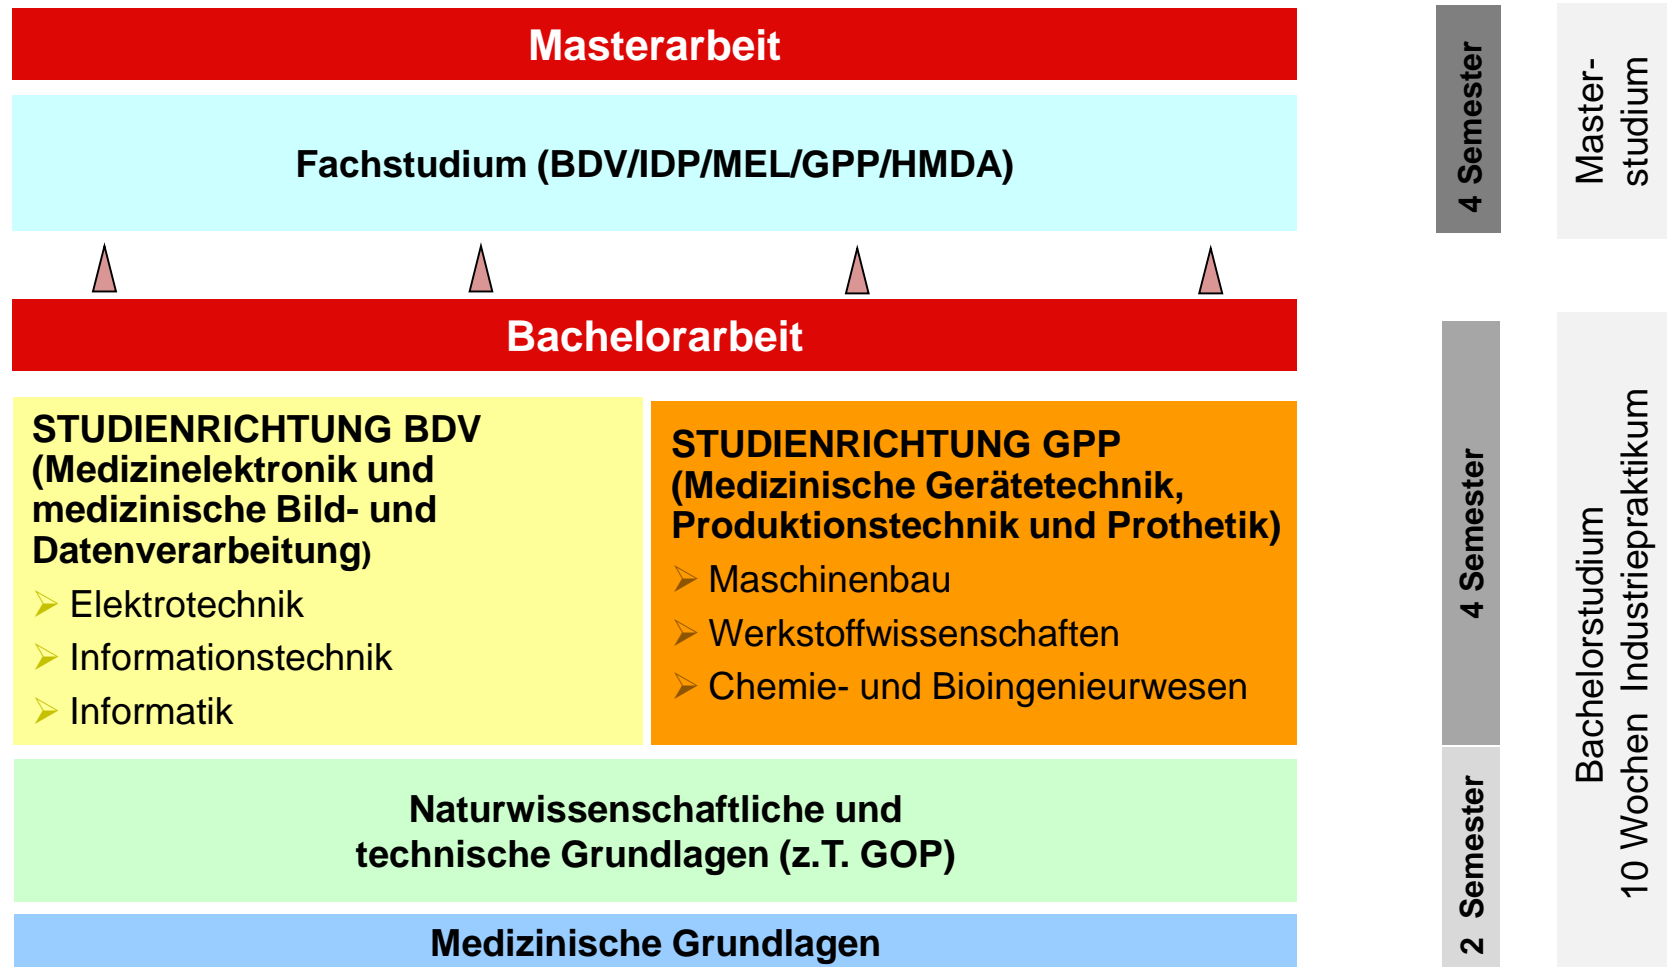 Masterarbeit
Fachstudium (BDV/IDP/MEL/GPP/HMDA)
4 Semester
Master-
studium
Bachelorarbeit
STUDIENRICHTUNG BDV
(Medizinelektronik und
medizinische Bild- und
Datenverarbeitung)
Elektrotechnik
Informationstechnik
Informatik
STUDIENRICHTUNG GPP
(Medizinische Gerätetechnik,
Produktionstechnik und Prothetik)
Maschinenbau
Werkstoffwissenschaften
Chemie- und Bioingenieurwesen
4 Semester
Bachelorstudium
10 Wochen Industriepraktikum
Naturwissenschaftliche und
technische Grundlagen (z.T. GOP)
2 Semester
Medizinische Grundlagen